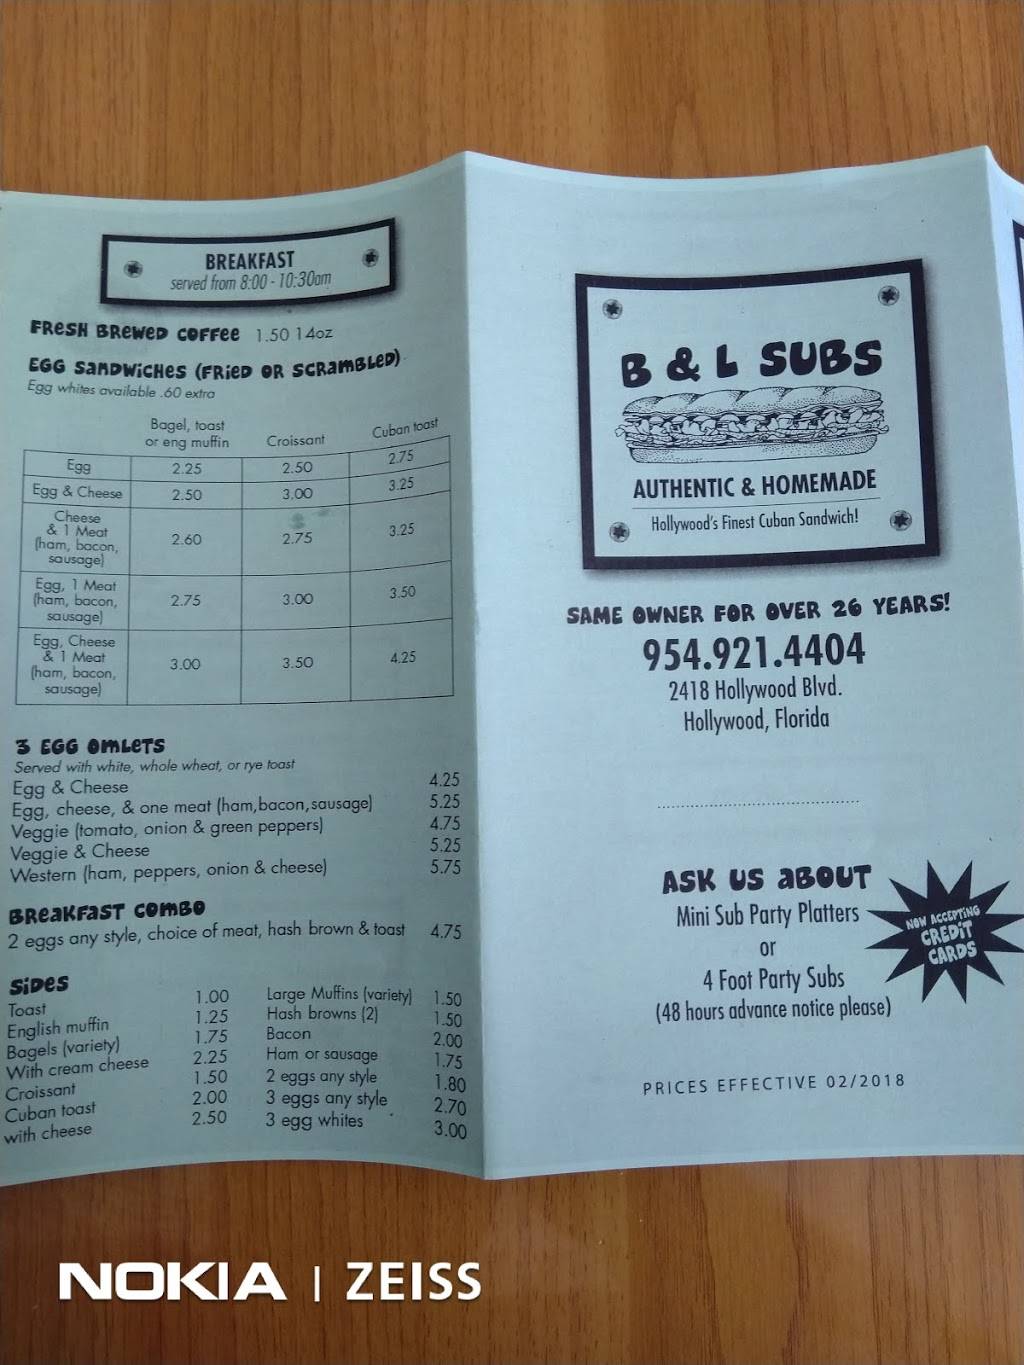 BREAKFAST
served from 8:00 - 10:30am
FRESH BREWED COFFEE 1.50 14oz
EGG SANDWICHES (FRIED OR SCRAMBLED)
Egg whites available .60 extra
Bagel, toast
or eng muffin Croissant Cuban toast
Egg 2.25 2.50 2.75
Egg & Cheese 2.50 3.00 3.25
Cheese
& 1 Meat
(ham, bacon,
sausage) 2.60 2.75 3.25
Egg, 1 Meat
(ham, bacon,
sausage) 2.75 3.00 3.50
Egg, Cheese
& 1 Meat
(ham, bacon,
sausage) 3.00 3.50 4.25
3 EGG OMLETS
Served with white, whole wheat, or rye toast
Egg & Cheese 4.25
Egg, cheese, & one meat (ham,bacon,sausage) 5.25
Veggie (tomato, onion & green peppers) 4.75
Veggie & Cheese 5.25
Western (ham, peppers, onion & cheese) 5.75
BREAKFAST COMBO
2 eggs any style, choice of meat, hash brown & toast 4.75
SIDES
Toast 1.00
English muffin 1.25
Bagels (variety) 1.75
With cream cheese 2.25
Croissant 1.50
Cuban toast 2.00
with cheese 2.50
Large Muffins (variety) 1.50
Hash browns (2) 1.50
Bacon 2.00
Ham or sausage 1.75
2 eggs any style 1.80
3 eggs any style 2.70
3 egg whites 3.00
B & L SUBS
AUTHENTIC & HOMEMADE
Hollywood's Finest Cuban Sandwich!
SAME OWNER FOR OVER 26 YEARS!
954.921.4404
2418 Hollywood Blvd.
Hollywood, Florida
ASK US ABOUT
Mini Sub Party Platters
or
4 Foot Party Subs
(48 hours advance notice please)
NOW ACCEPTING
CREDIT
CARDS
PRICES EFFECTIVE 02/2018
NOKIA | ZEISS